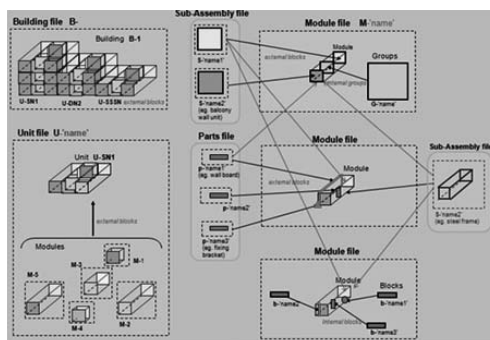 Building file B-
Building B-1
U-SN1
U-DN2
U-SSSN
external blocks
Unit file U-'name'
Unit U-SN1
external blocks
Modules
M-5
M-3
M-1
M-4
M-2
Sub-Assembly file
S-'name1'
S-'name2'
(eg. balcony
wall unit)
Parts file
p-'name1'
(eg. wall board)
p-'name2'
p-'name3'
(eg. fixing
bracket)
Module file M-'name'
Module
external blocks
internal groups
Groups
G-'name'
Module file
Module
external blocks
Sub-Assembly file
S-'name2'
(eg. steel frame)
Module file
Module
Blocks
b-'name2
b-'name1'
b-'name3'
internal blocks